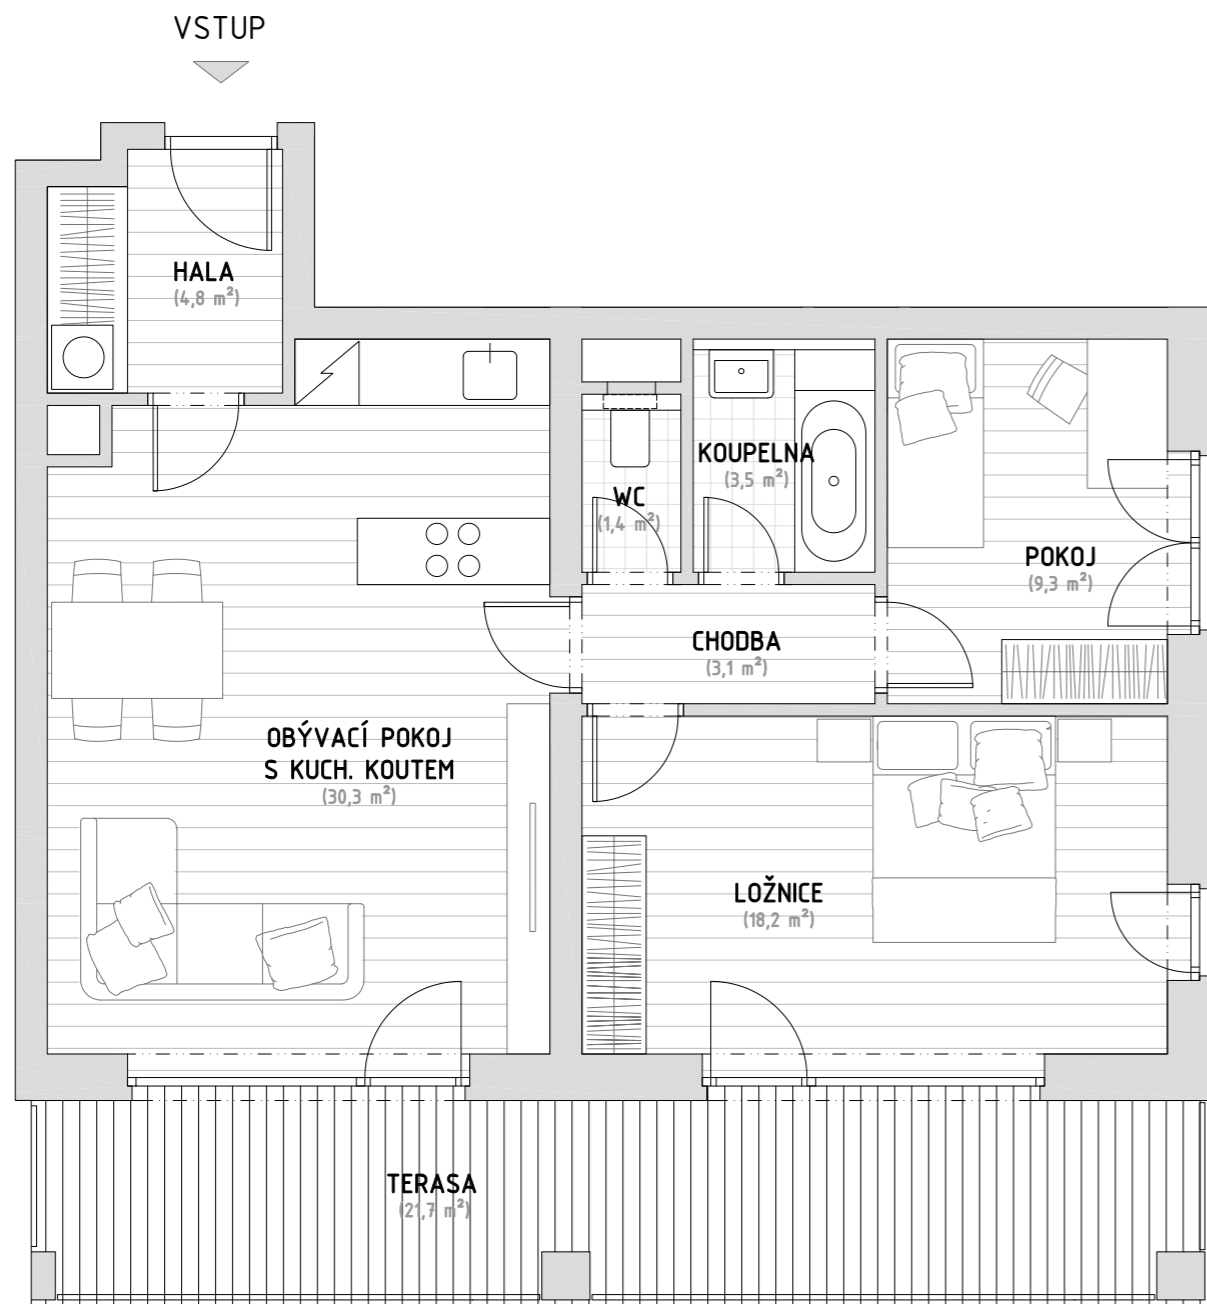 VSTUP
HALA
(4,8 m²)
KOUPELNA
(3,5 m²)
WC
(1,4 m²)
POKOJ
(9,3 m²)
CHODBA
(3,1 m²)
OBÝVACÍ POKOJ
S KUCH. KOUTEM
(30,3 m²)
LOŽNICE
(18,2 m²)
TERASA
(21,7 m²)